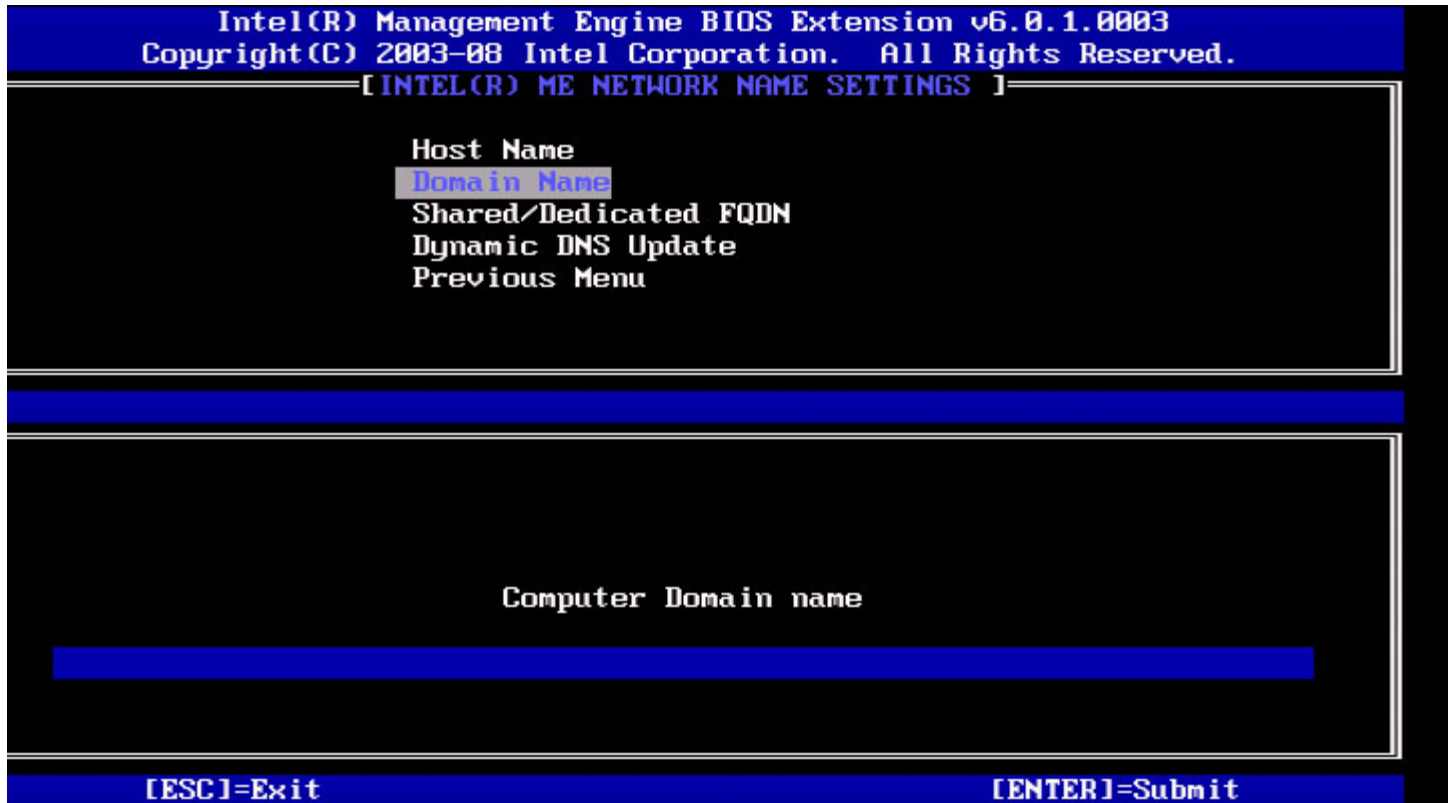 Intel(R) Management Engine BIOS Extension v6.0.1.0003
Copyright(C) 2003-08 Intel Corporation. All Rights Reserved.
[INTEL(R) ME NETWORK NAME SETTINGS ]
Host Name
Domain Name
Shared/Dedicated FQDN
Dynamic DNS Update
Previous Menu
Computer Domain name
[ESC]=Exit [ENTER]=Submit